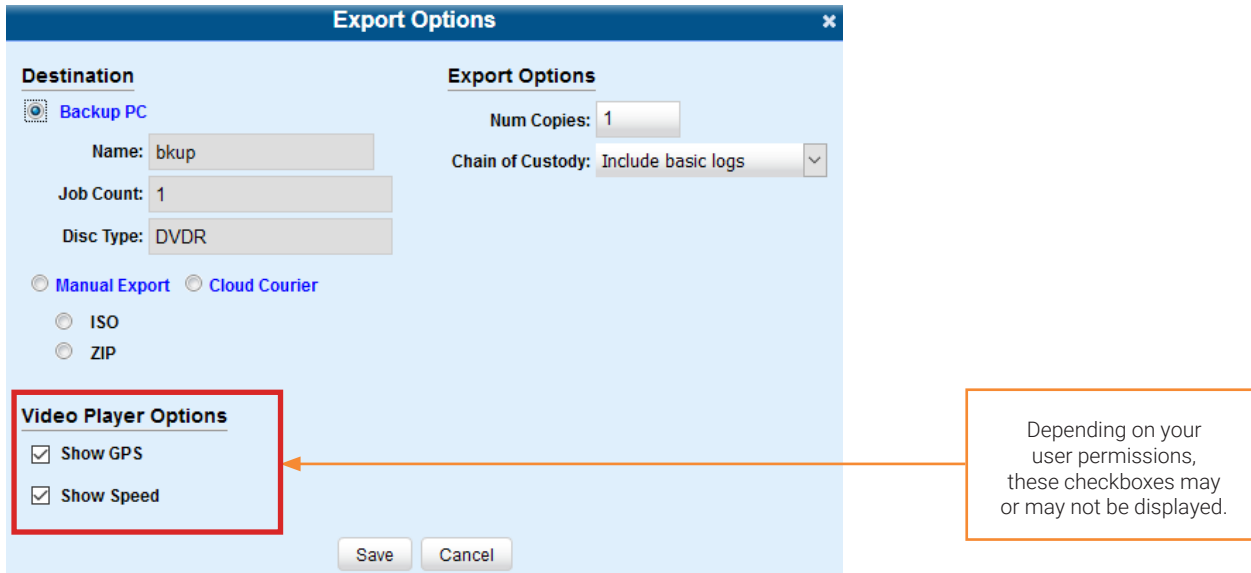 Export Options
Destination
Backup PC
Name: bkup
Job Count: 1
Disc Type: DVDR
Manual Export Cloud Courier
ISO
ZIP
Export Options
Num Copies: 1
Chain of Custody: Include basic logs
Video Player Options
Show GPS
Show Speed
Save Cancel
Depending on your
user permissions,
these checkboxes may
or may not be displayed.